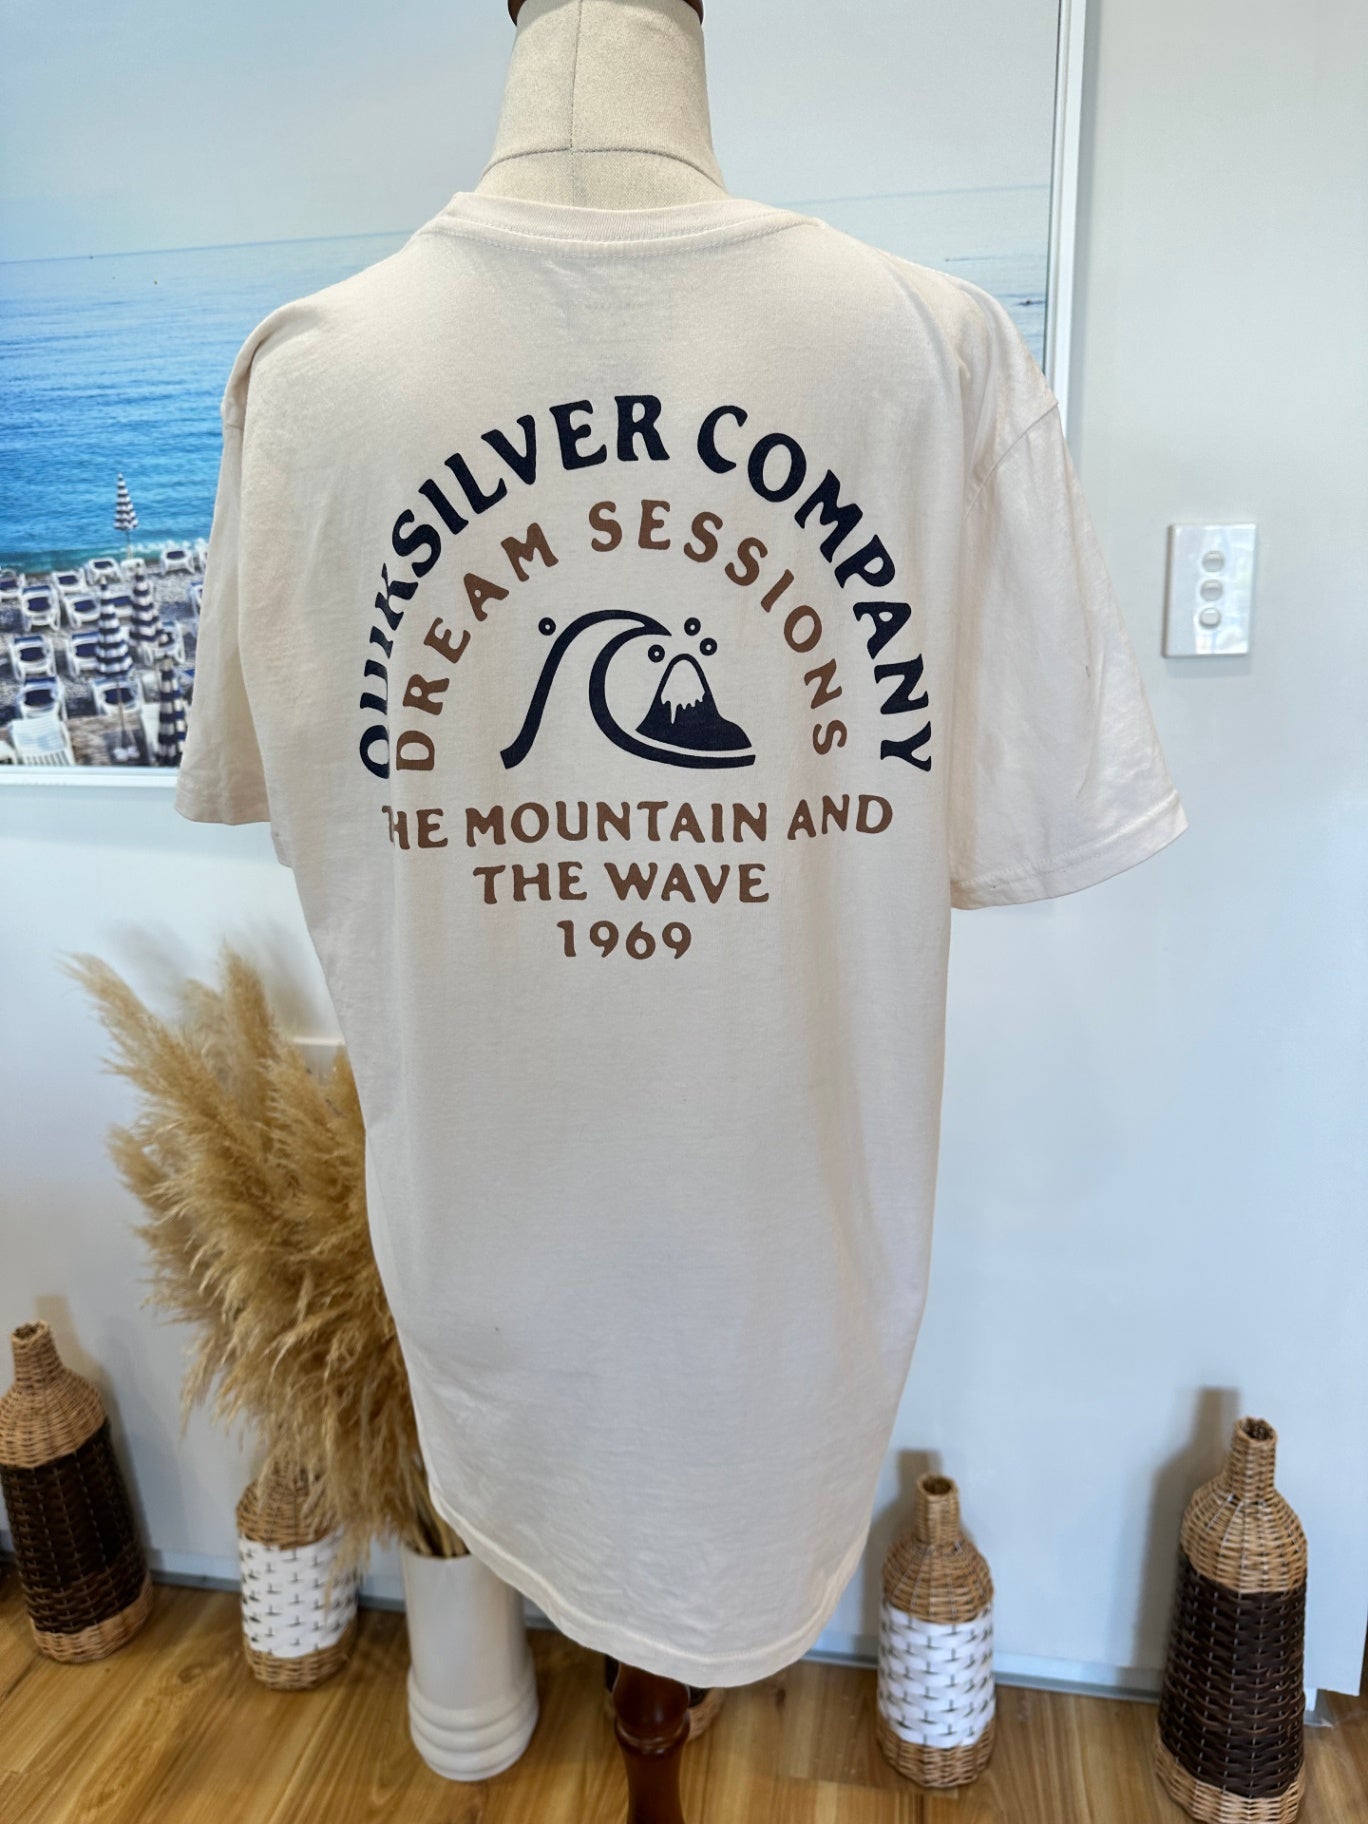 QUIKSILVER COMPANY
DREAM SESSIONS
THE MOUNTAIN AND
THE WAVE
1969